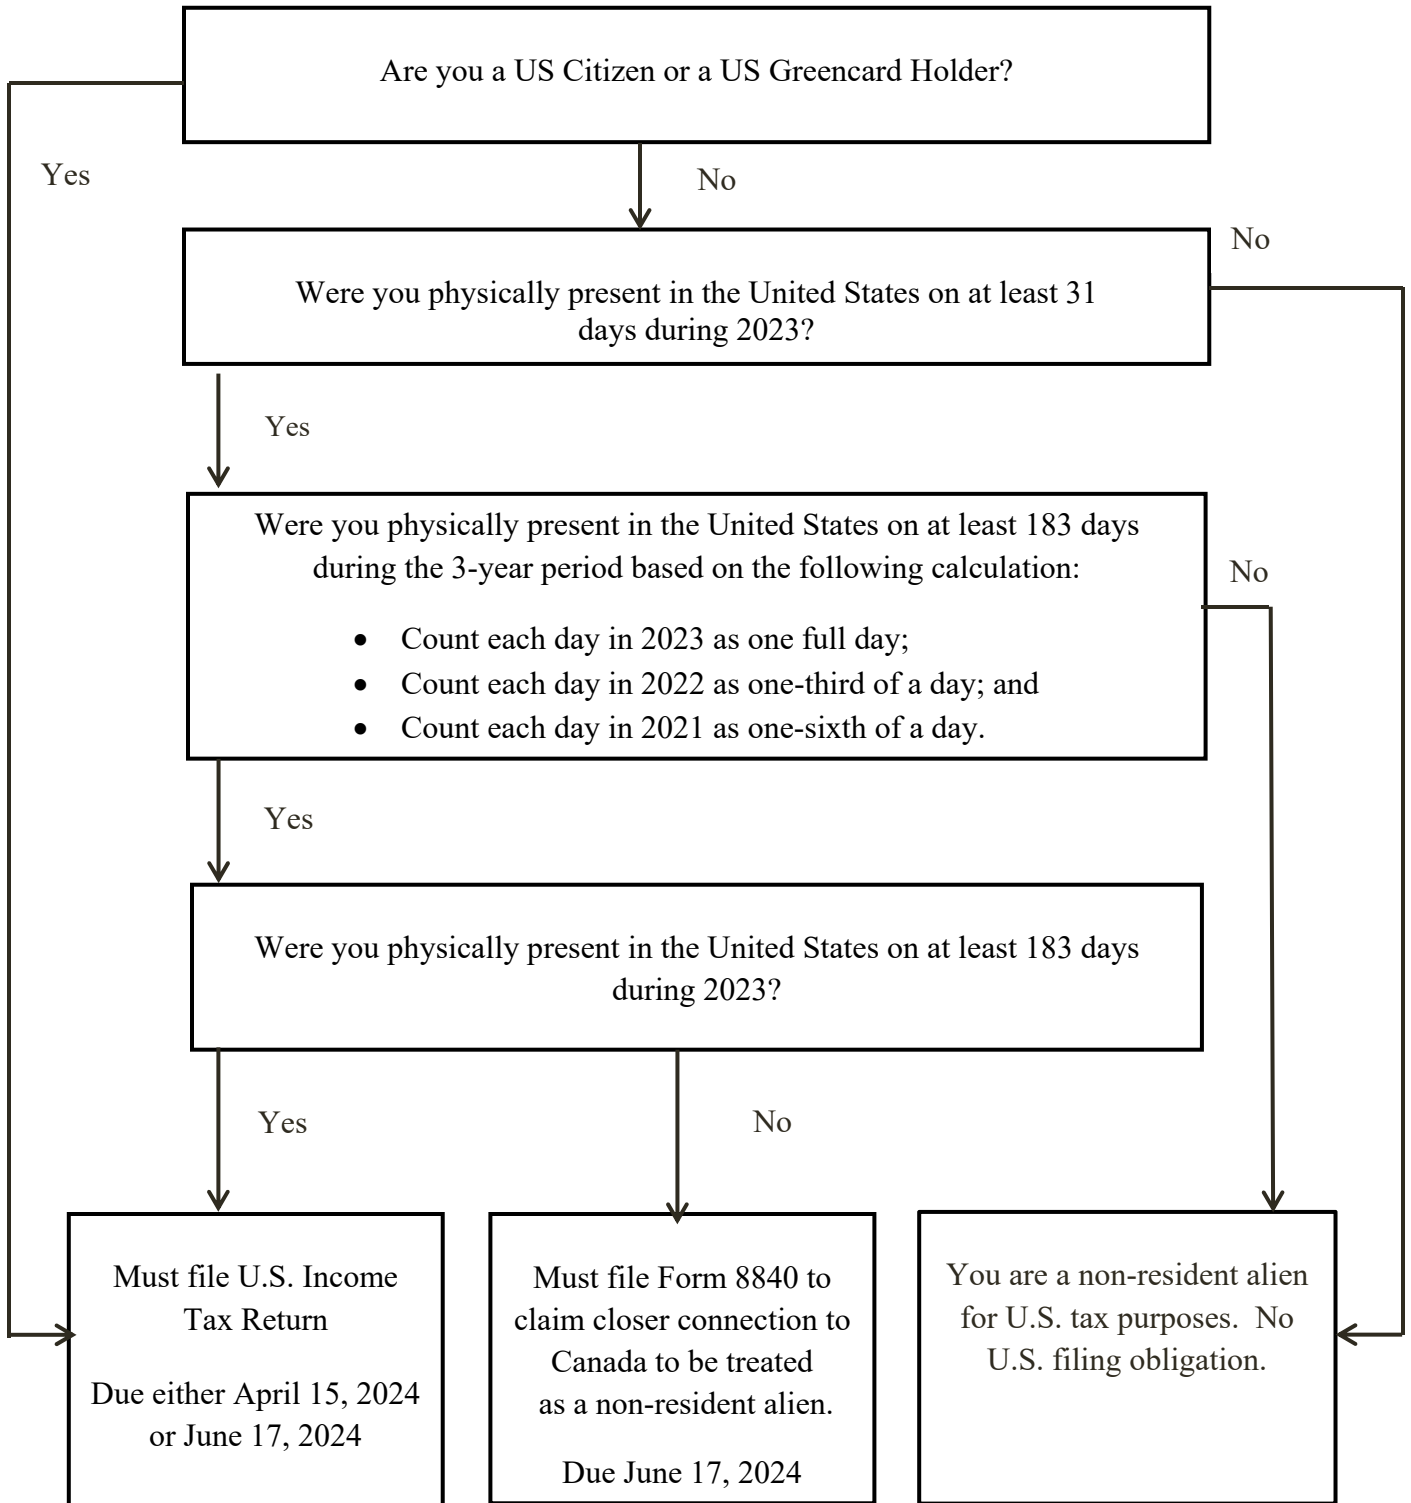 Are you a US Citizen or a US Greencard Holder?
Yes
No
No
Were you physically present in the United States on at least 31
days during 2023?
Yes
Were you physically present in the United States on at least 183 days
during the 3-year period based on the following calculation:
No
• Count each day in 2023 as one full day;
• Count each day in 2022 as one-third of a day; and
• Count each day in 2021 as one-sixth of a day.
Yes
Were you physically present in the United States on at least 183 days
during 2023?
Yes
No
Must file U.S. Income
Tax Return
Due either April 15, 2024
or June 17, 2024
Must file Form 8840 to
claim closer connection to
Canada to be treated
as a non-resident alien.
Due June 17, 2024
You are a non-resident alien
for U.S. tax purposes.  No
U.S. filing obligation.